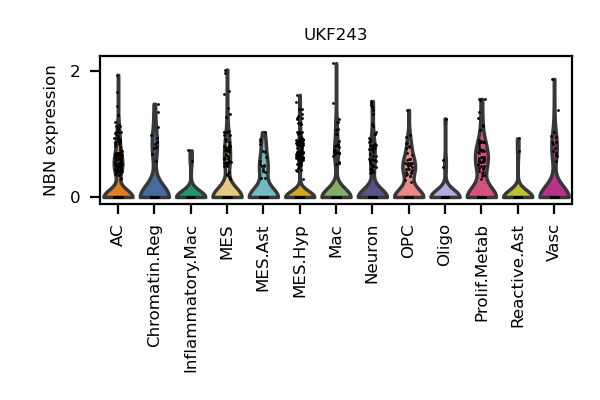 UKF243
NBN expression
2
0
AC
Chromatin.Reg
Inflammatory.Mac
MES
MES.Ast
MES.Hyp
Mac
Neuron
OPC
Oligo
Prolif.Metab
Reactive.Ast
Vasc